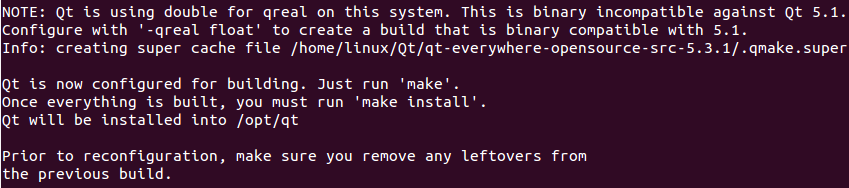 NOTE: Qt is using double for qreal on this system. This is binary incompatible against Qt 5.1.
Configure with '-qreal float' to create a build that is binary compatible with 5.1.
Info: creating super cache file /home/linux/Qt/qt-everywhere-opensource-src-5.3.1/.qmake.super
Qt is now configured for building. Just run 'make'.
Once everything is built, you must run 'make install'.
Qt will be installed into /opt/qt
Prior to reconfiguration, make sure you remove any leftovers from
the previous build.